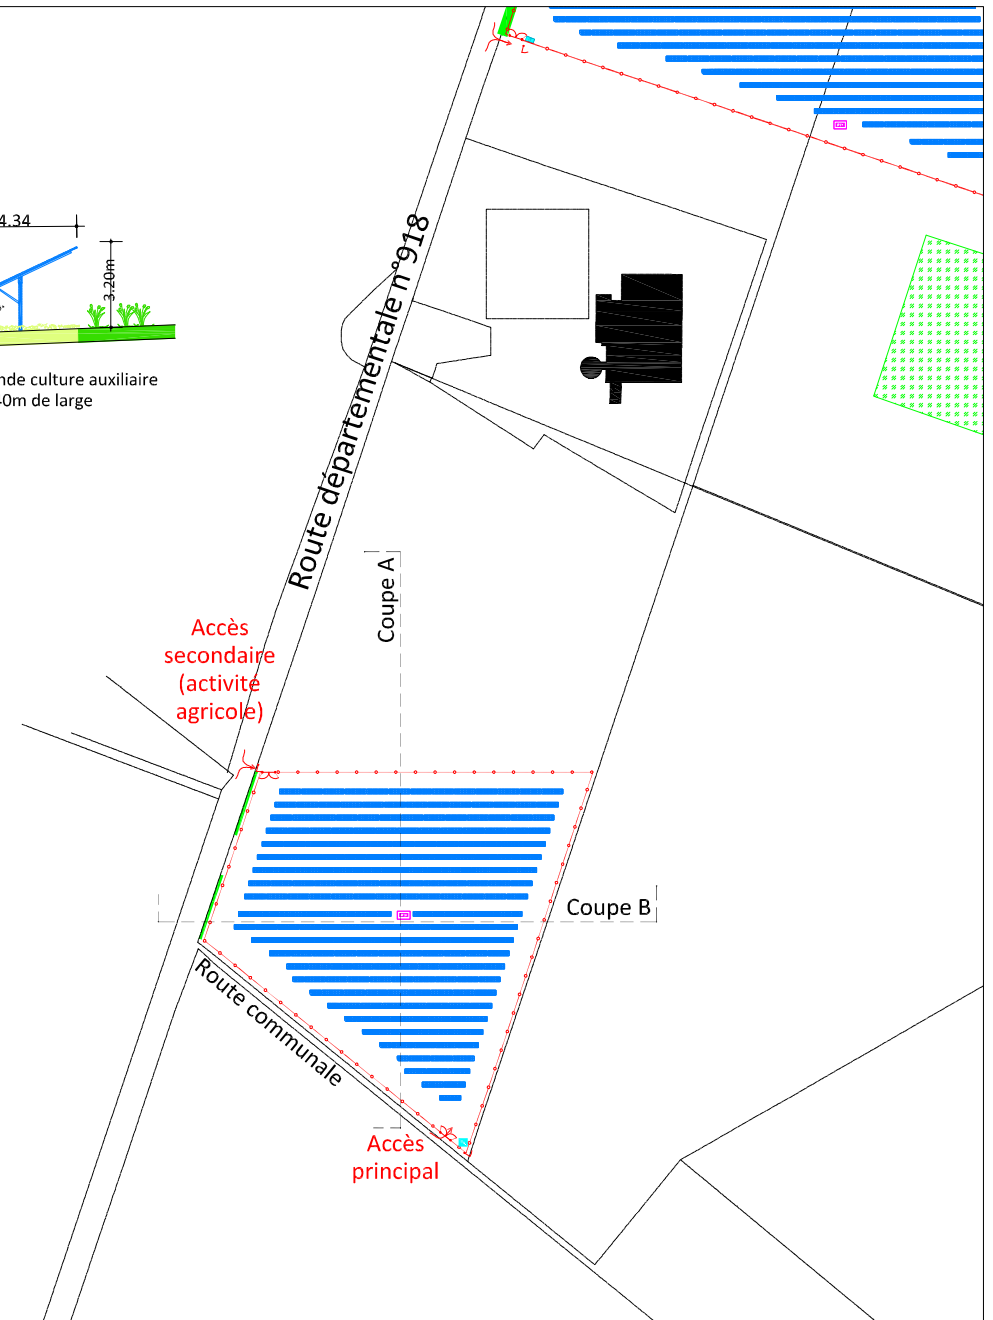 4.34
3.20m
nde culture auxiliaire
0m de large
Route départementale n°918
Coupe A
Accès
secondaire
(activité
agricole)
Coupe B
Route communale
Accès
principal